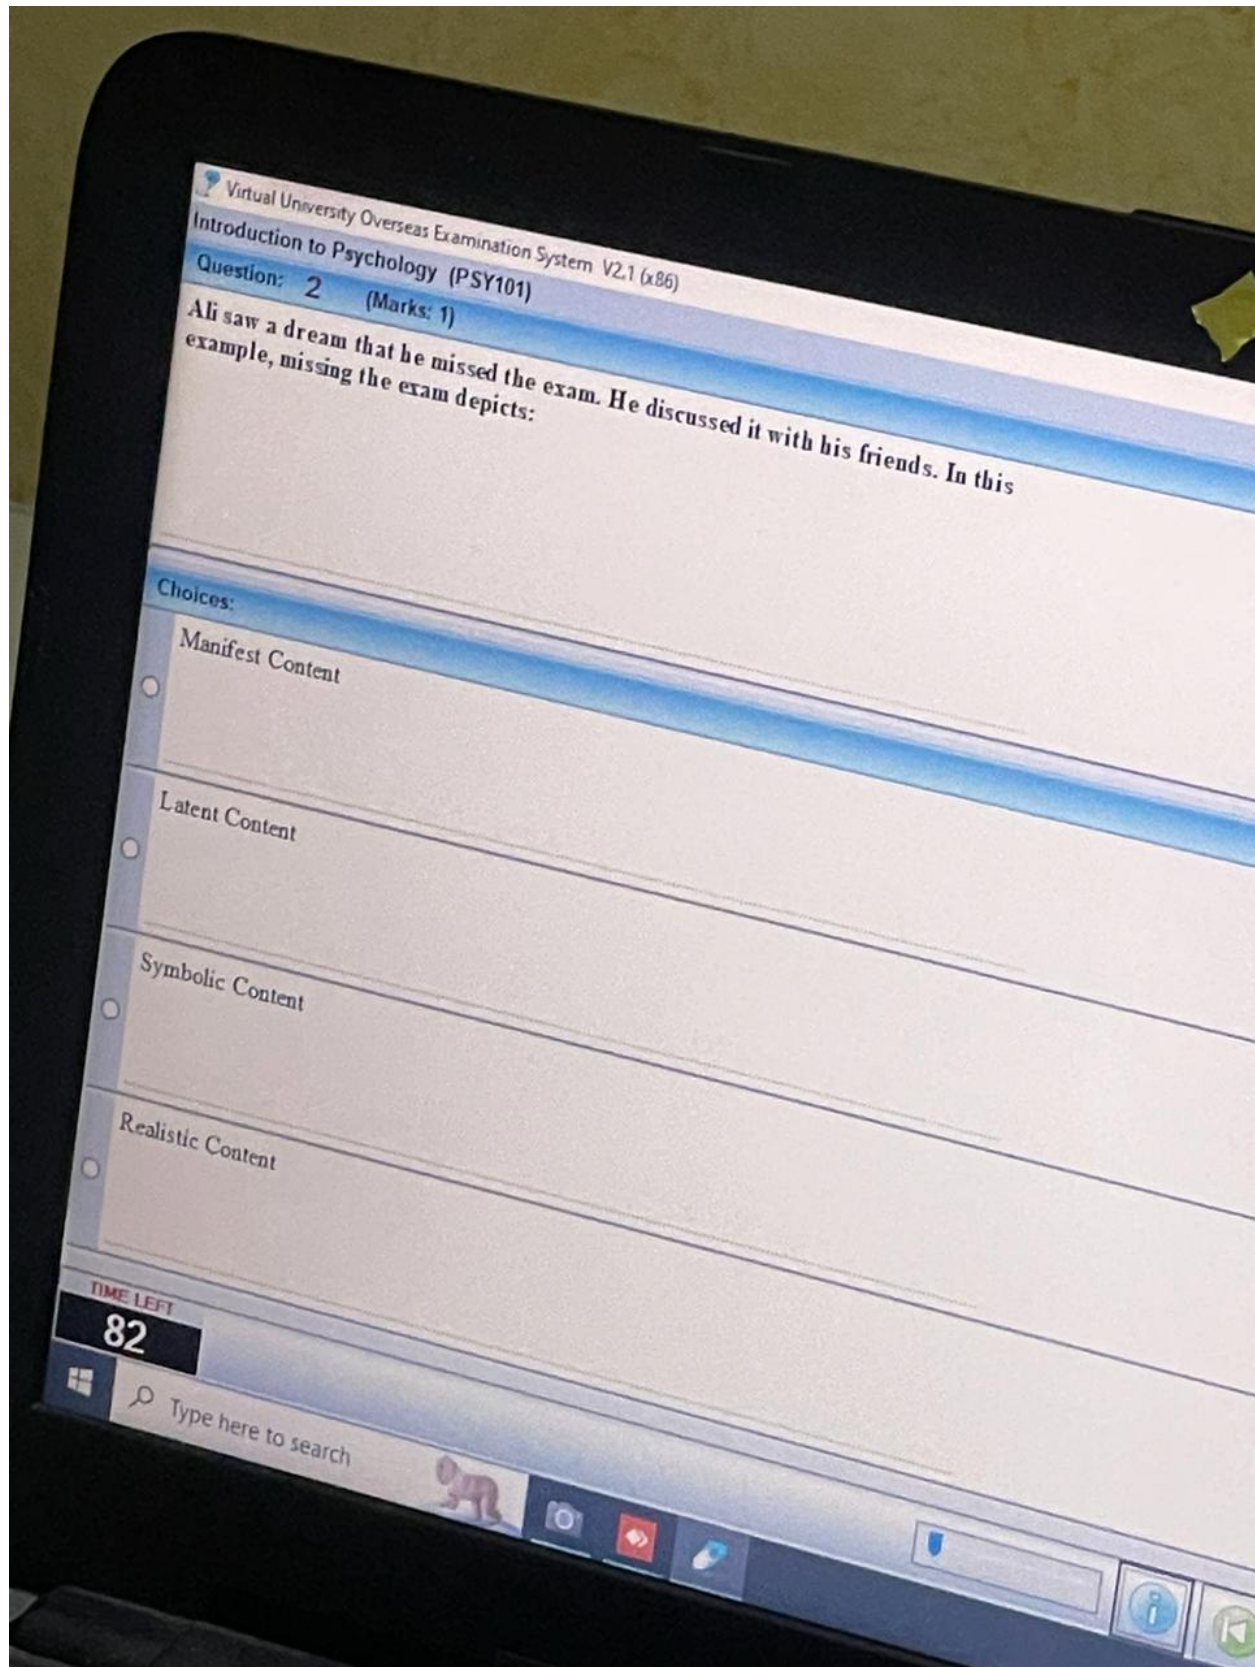 Virtual University Overseas Examination System V2.1 (x86)
Introduction to Psychology (PSY101)
Question: 2 (Marks: 1)
Ali saw a dream that he missed the exam. He discussed it with his friends. In this
example, missing the exam depicts:
Choices:
Manifest Content
Latent Content
Symbolic Content
Realistic Content
TIME LEFT
82
Type here to search